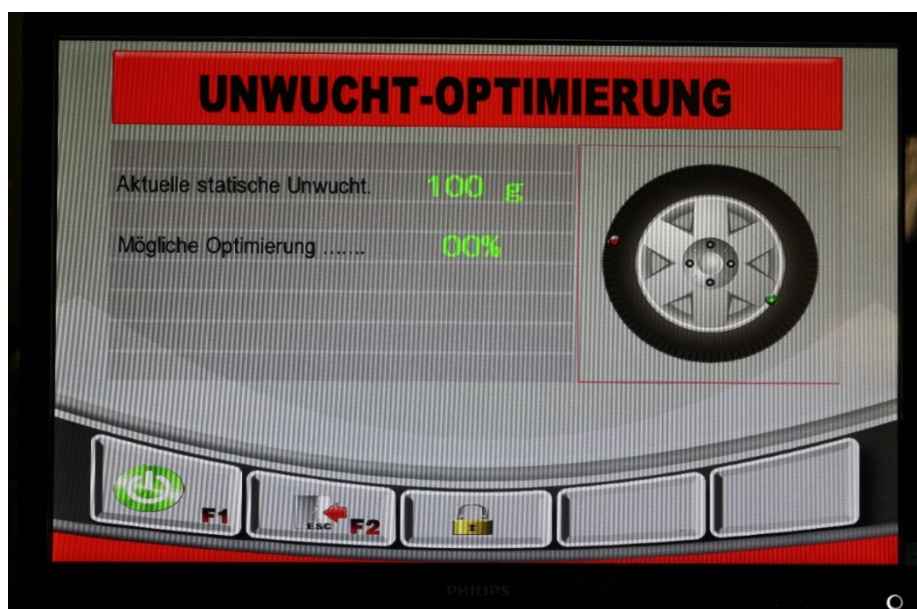 UNWUCHT-OPTIMIERUNG
Aktuelle statische Unwucht. 100 g
Mögliche Optimierung ....... 00%
F1
ESC F2
PHILIPS